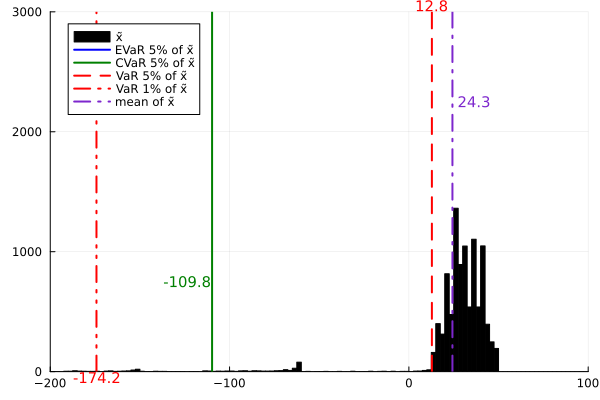 12.8
3000
x̃
EVaR 5% of x̃
CVaR 5% of x̃
VaR 5% of x̃
VaR 1% of x̃
mean of x̃
24.3
2000
1000
-109.8
0
-174.2
−200
−100
0
100